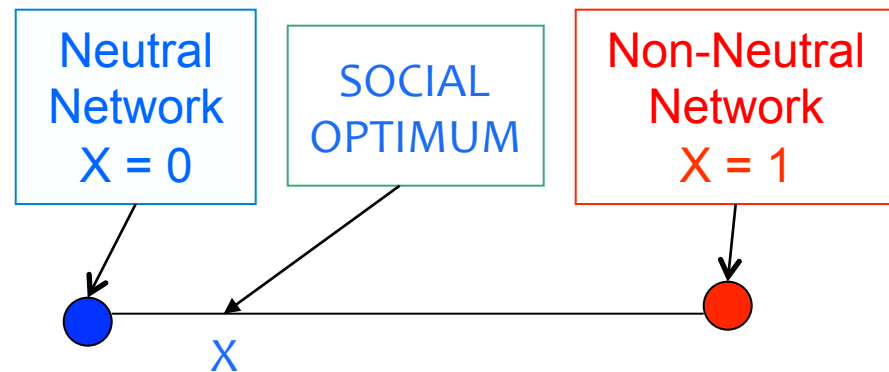 Neutral
Network
X = 0
SOCIAL
OPTIMUM
Non-Neutral
Network
X = 1
X